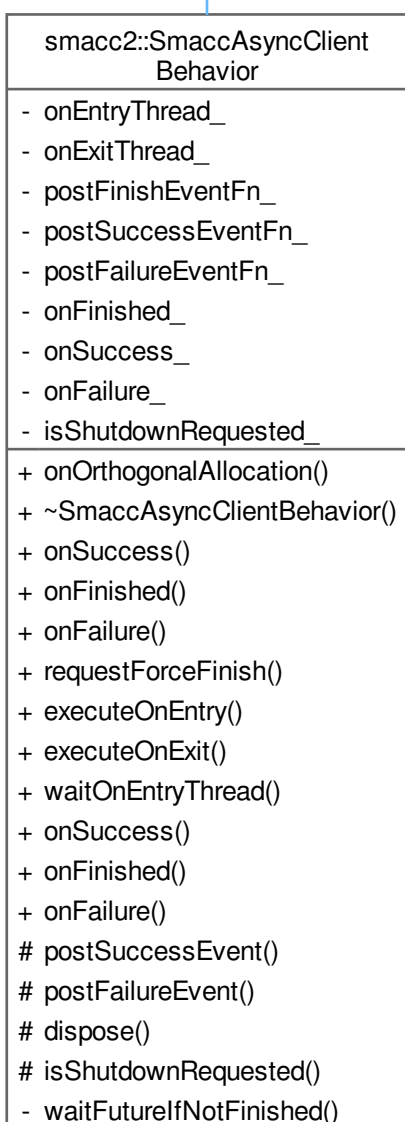 smacc2::SmaccAsyncClient
Behavior
- onEntryThread_
- onExitThread_
- postFinishEventFn_
- postSuccessEventFn_
- postFailureEventFn_
- onFinished_
- onSuccess_
- onFailure_
- isShutdownRequested_
+ onOrthogonalAllocation()
+ ~SmaccAsyncClientBehavior()
+ onSuccess()
+ onFinished()
+ onFailure()
+ requestForceFinish()
+ executeOnEntry()
+ executeOnExit()
+ waitOnEntryThread()
+ onSuccess()
+ onFinished()
+ onFailure()
# postSuccessEvent()
# postFailureEvent()
# dispose()
# isShutdownRequested()
- waitFutureIfNotFinished()